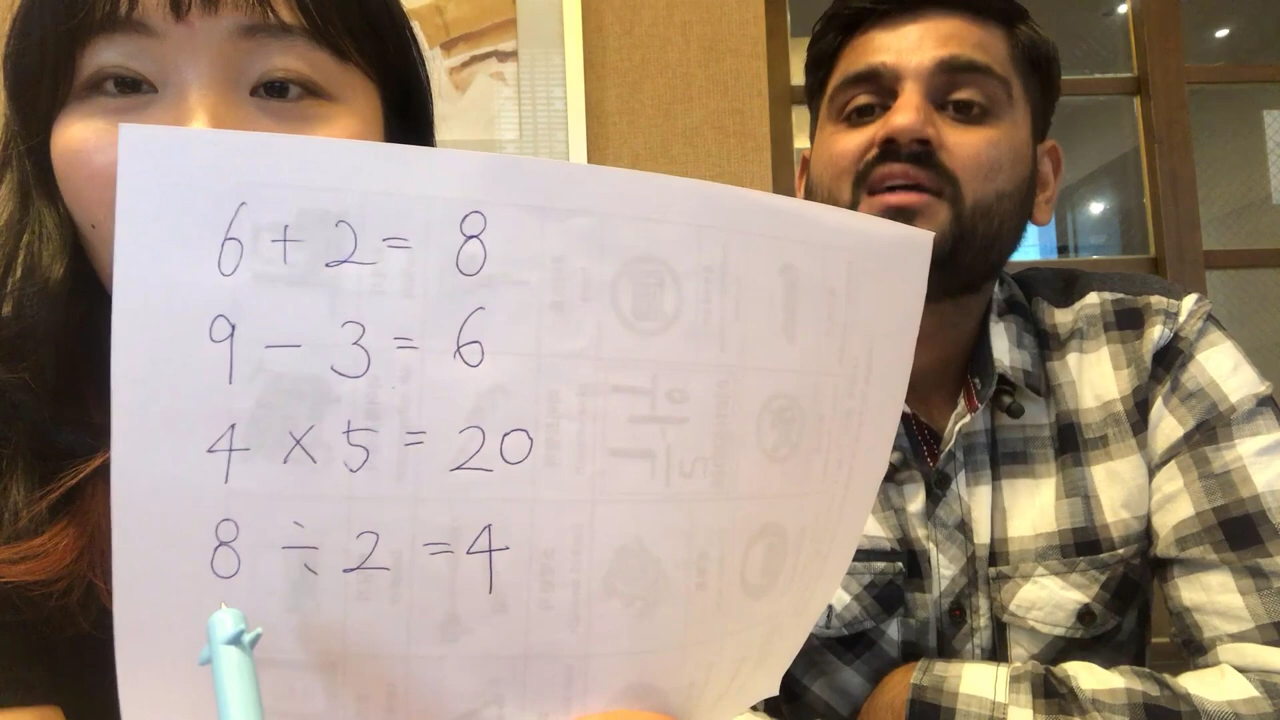 6 + 2 = 8
9 - 3 = 6
4 × 5 = 20
8 ÷ 2 = 4